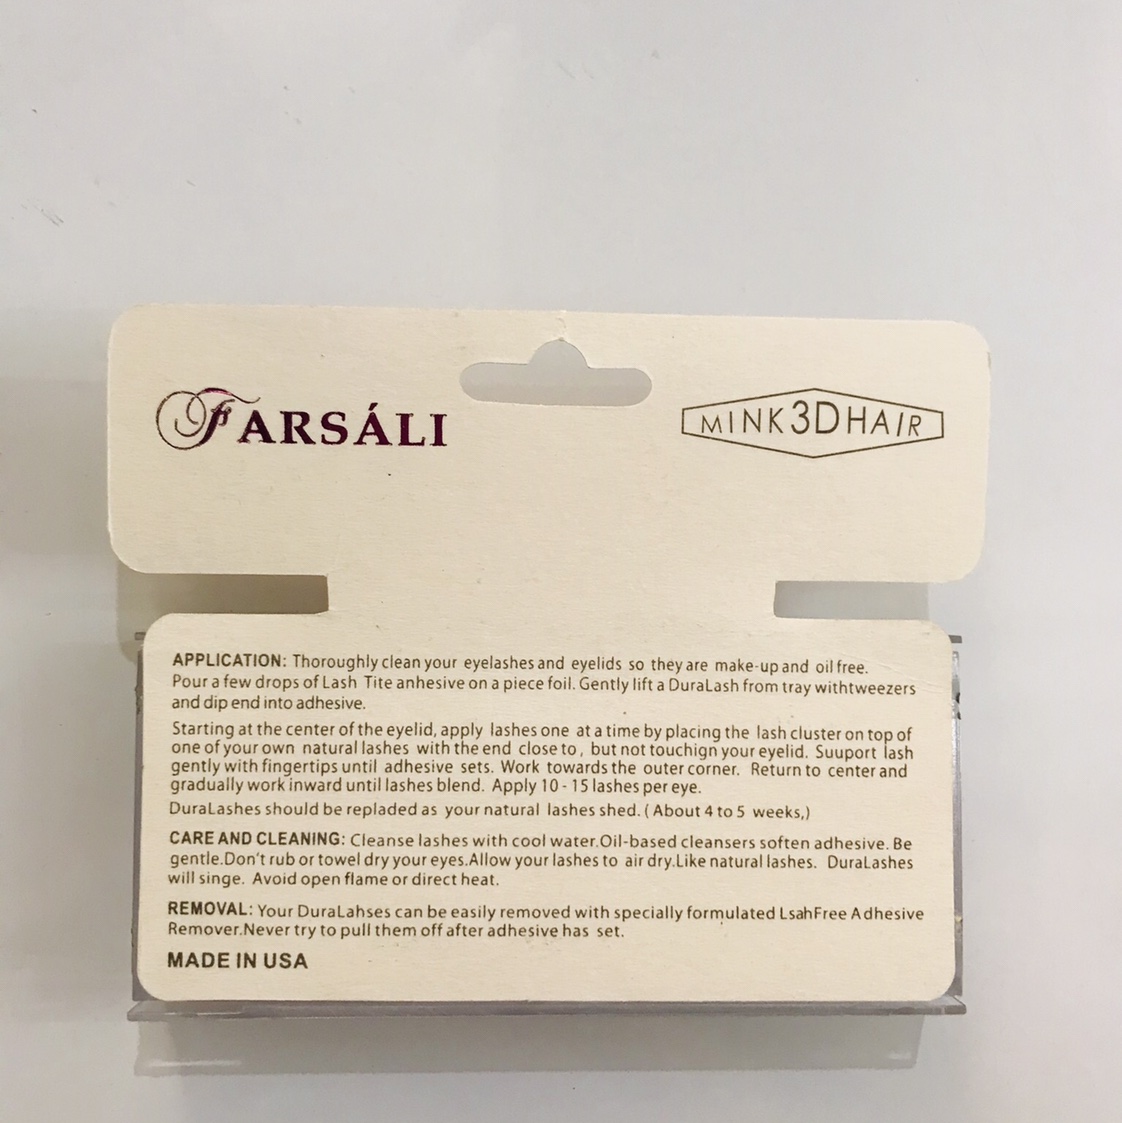 FARSÁLI
MINK3DHAIR
APPLICATION: Thoroughly clean your eyelashes and eyelids so they are make-up and oil free.
Pour a few drops of Lash Tite anhesive on a piece foil. Gently lift a DuraLash from tray withtweezers
and dip end into adhesive.
Starting at the center of the eyelid, apply lashes one at a time by placing the lash cluster on top of
one of your own natural lashes with the end close to, but not touchign your eyelid. Suuport lash
gently with fingertips until adhesive sets. Work towards the outer corner. Return to center and
gradually work inward until lashes blend. Apply 10 - 15 lashes per eye.
DuraLashes should be repladed as your natural lashes shed. ( About 4 to 5 weeks,)
CARE AND CLEANING: Cleanse lashes with cool water.Oil-based cleansers soften adhesive. Be
gentle.Don't rub or towel dry your eyes.Allow your lashes to air dry.Like natural lashes. DuraLashes
will singe. Avoid open flame or direct heat.
REMOVAL: Your DuraLahses can be easily removed with specially formulated LsahFree Adhesive
Remover.Never try to pull them off after adhesive has set.
MADE IN USA